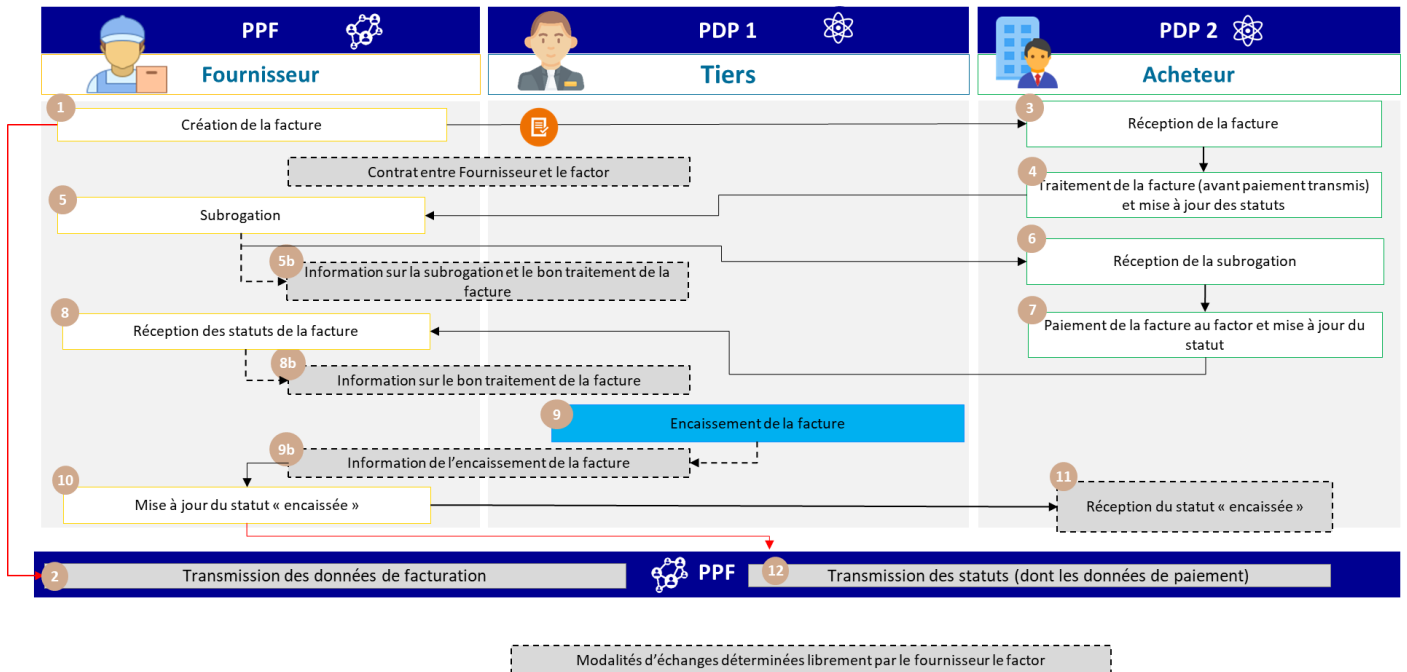 PPF
PDP 1
PDP 2
Fournisseur
Tiers
Acheteur
1
Création de la facture
3
Réception de la facture
Contrat entre Fournisseur et le factor
4
Traitement de la facture (avant paiement transmis)
et mise à jour des statuts
5
Subrogation
6
Réception de la subrogation
5b
Information sur la subrogation et le bon traitement de la
facture
7
Paiement de la facture au factor et mise à jour du
statut
8
Réception des statuts de la facture
8b
Information sur le bon traitement de la facture
9
Encaissement de la facture
9b
Information de l’encaissement de la facture
10
Mise à jour du statut « encaissée »
11
Réception du statut « encaissée »
2
Transmission des données de facturation
PPF
12
Transmission des statuts (dont les données de paiement)
Modalités d’échanges déterminées librement par le fournisseur le factor